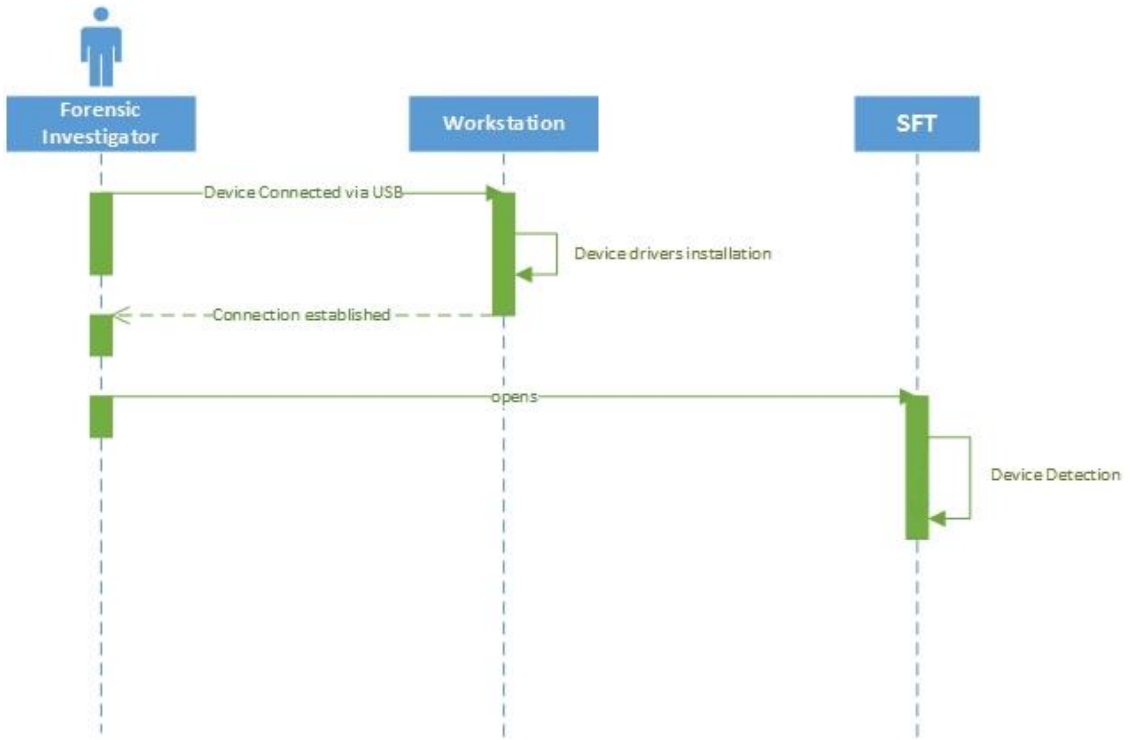 Forensic
Investigator
Workstation
SFT
Device Connected via USB
Device drivers installation
Connection established
opens
Device Detection